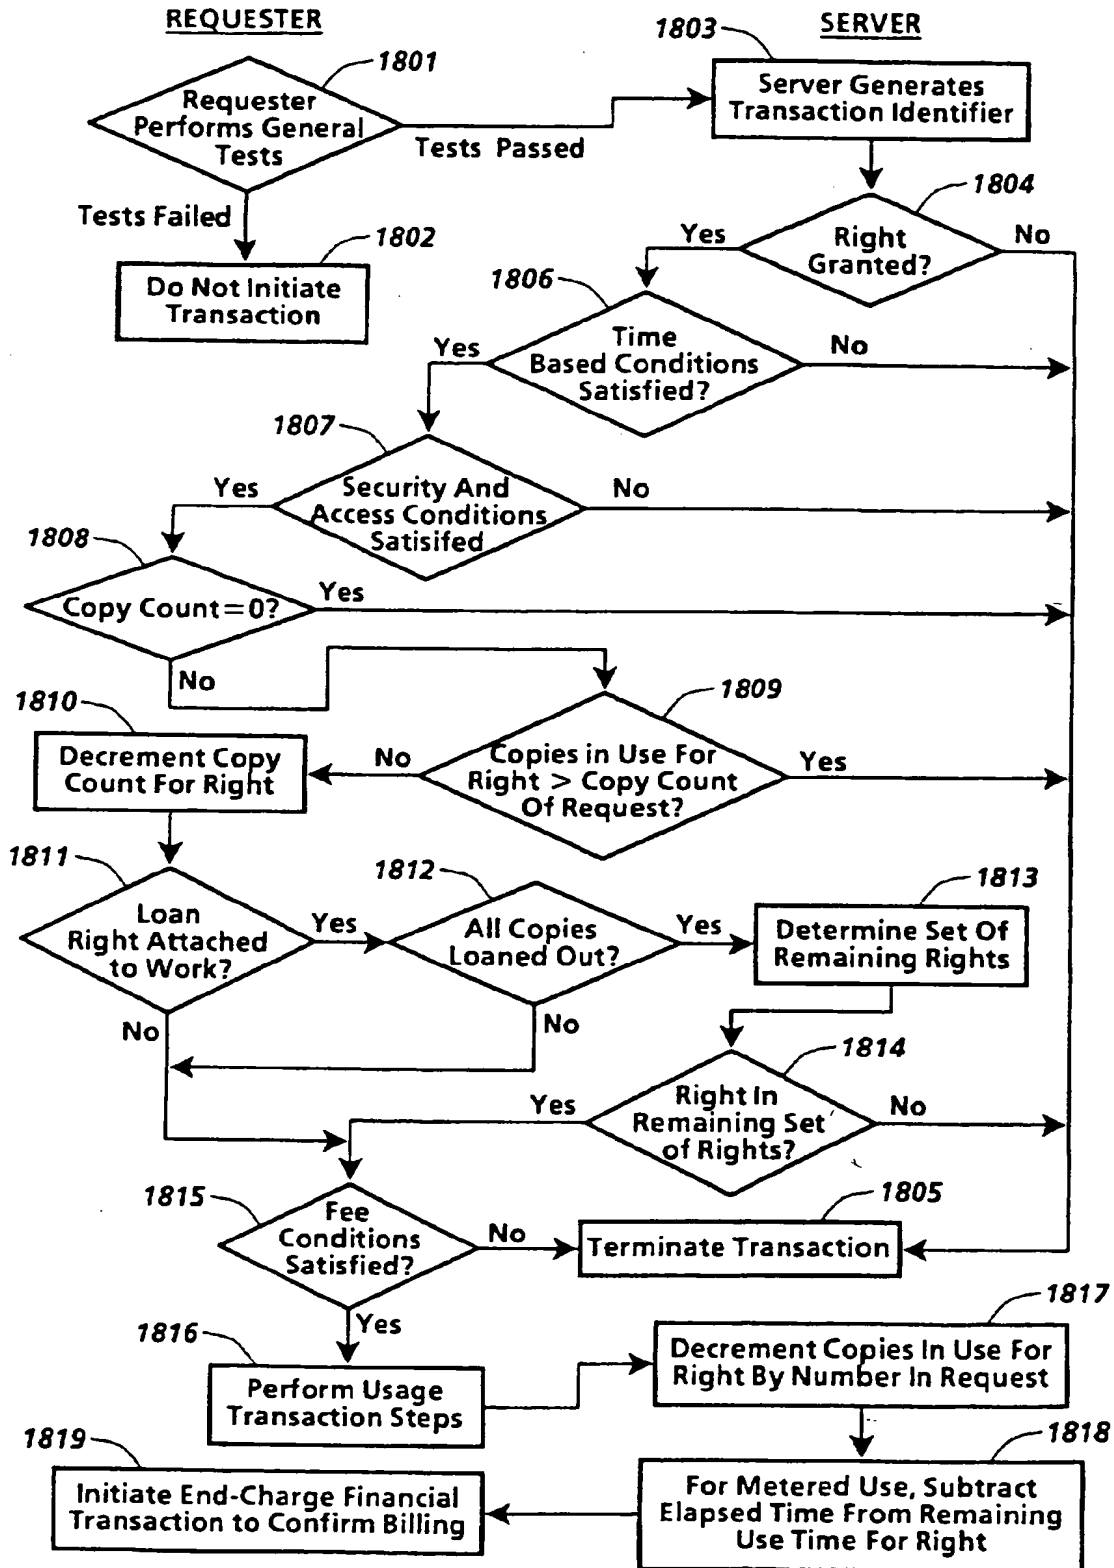 REQUESTER
SERVER
1801
1803
Requester
Performs General
Tests
Tests Passed
Server Generates
Transaction Identifier
Tests Failed
1802
Do Not Initiate
Transaction
1804
Right
Granted?
Yes
No
1806
Time
Based Conditions
Satisfied?
Yes
No
1807
Security And
Access Conditions
Satisifed
Yes
No
1808
Copy Count=0?
Yes
No
1809
Copies in Use For
Right > Copy Count
Of Request?
No
Yes
1810
Decrement Copy
Count For Right
1811
Loan
Right Attached
to Work?
Yes
No
1812
All Copies
Loaned Out?
Yes
No
1813
Determine Set Of
Remaining Rights
1814
Right In
Remaining Set
of Rights?
Yes
No
1815
Fee
Conditions
Satisfied?
No
Yes
1805
Terminate Transaction
1816
Perform Usage
Transaction Steps
1817
Decrement Copies In Use For
Right By Number In Request
1818
For Metered Use, Subtract
Elapsed Time From Remaining
Use Time For Right
1819
Initiate End-Charge Financial
Transaction to Confirm Billing